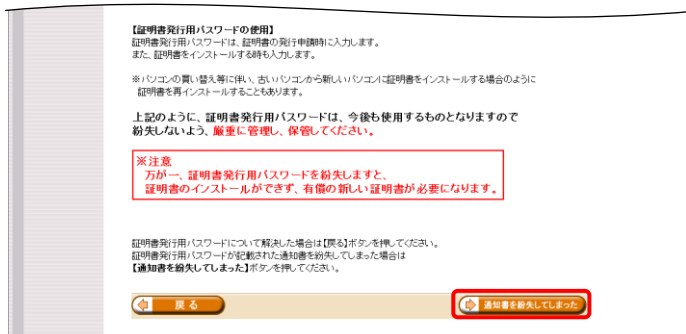 【証明書発行用パスワードの使用】
証明書発行用パスワードは、証明書の発行申請時に入力します。
また、証明書をインストールする時も入力します。
※パソコンの買い替え等に伴い、古いパソコンから新しいパソコンに証明書をインストールする場合のように
証明書を再インストールすることもあります。
上記のように、証明書発行用パスワードは、今後も使用するものとなりますので
紛失しないよう、厳重に管理し、保管してください。
※注意
万が一、証明書発行用パスワードを紛失しますと、
証明書のインストールができず、有償の新しい証明書が必要になります。
証明書発行用パスワードについて解決した場合は【戻る】ボタンを押してください。
証明書発行用パスワードが記載された通知書を紛失してしまった場合は
【通知書を紛失してしまった】ボタンを押してください。
戻る
通知書を紛失してしまった